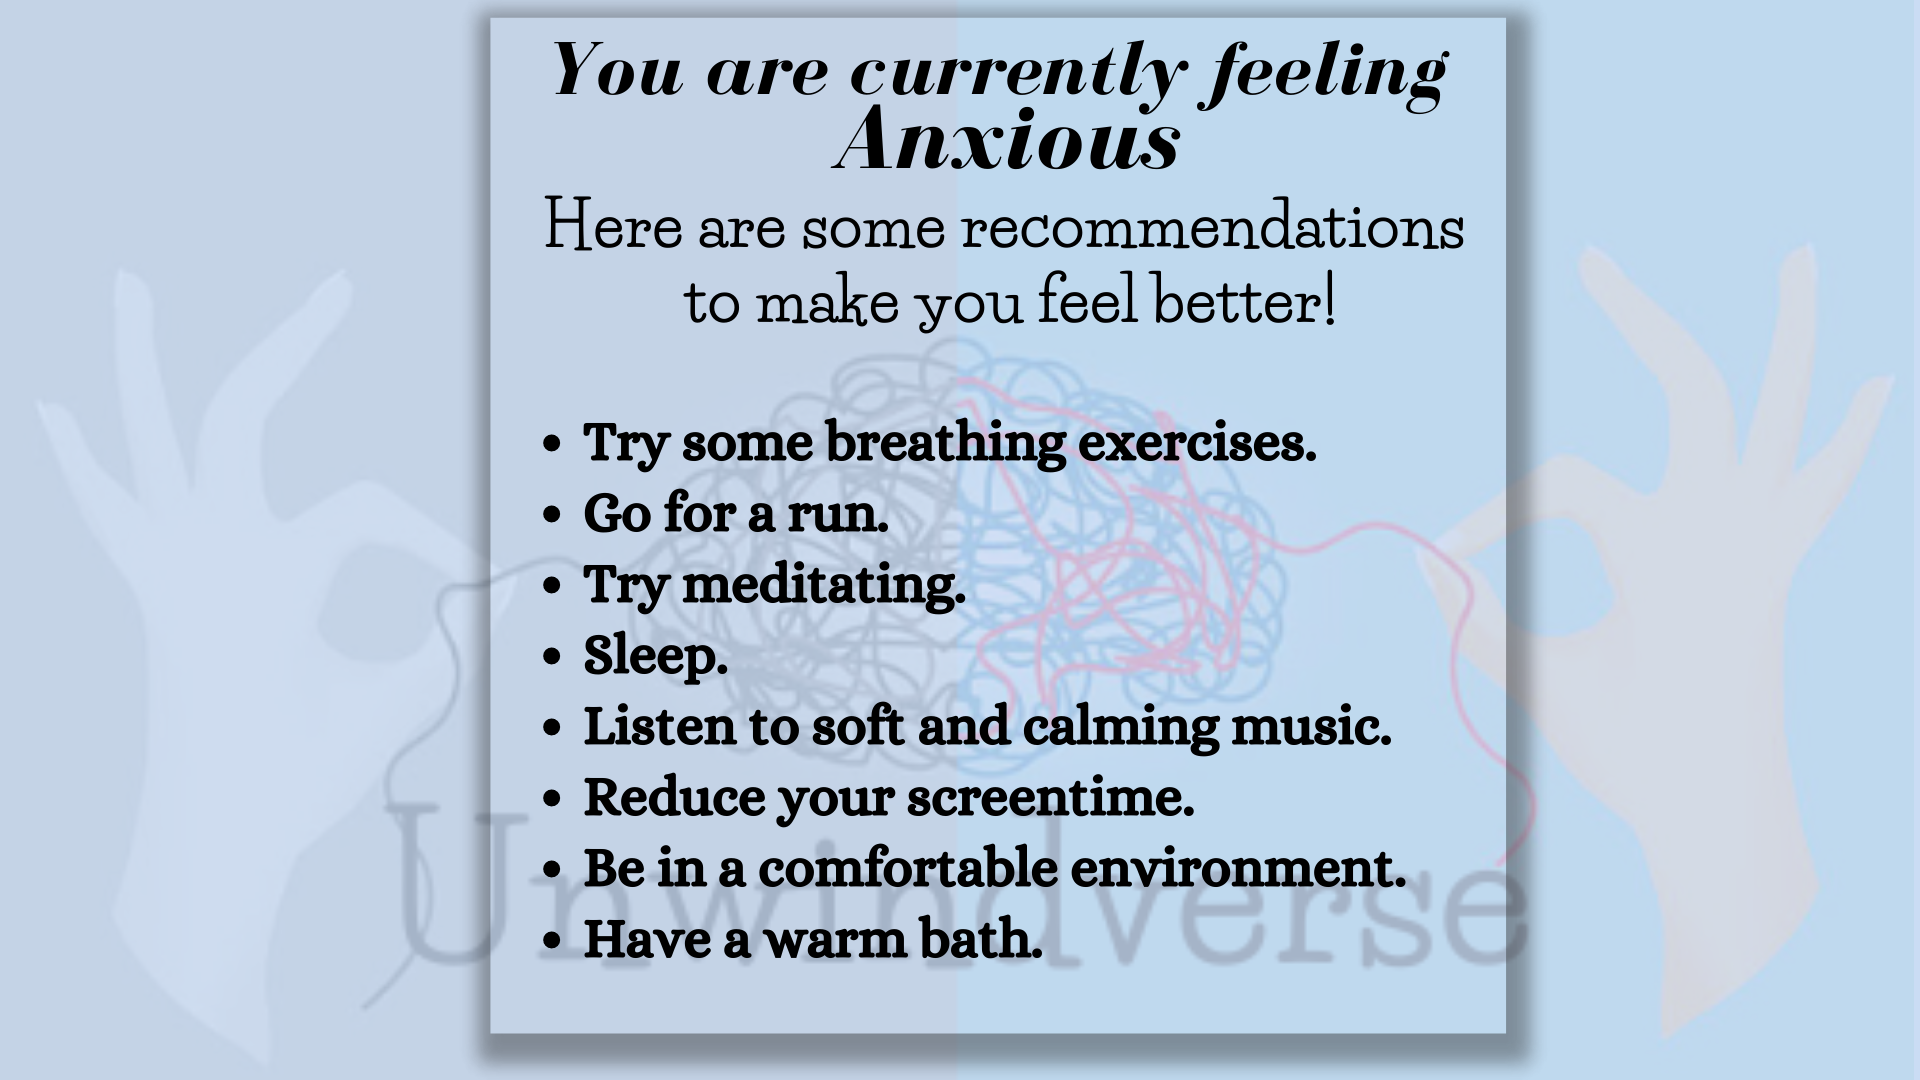 You are currently feeling
Anxious
Here are some recommendations
to make you feel better!
• Try some breathing exercises.
• Go for a run.
• Try meditating.
• Sleep.
• Listen to soft and calming music.
• Reduce your screentime.
• Be in a comfortable environment.
• Have a warm bath.
Unwindverse